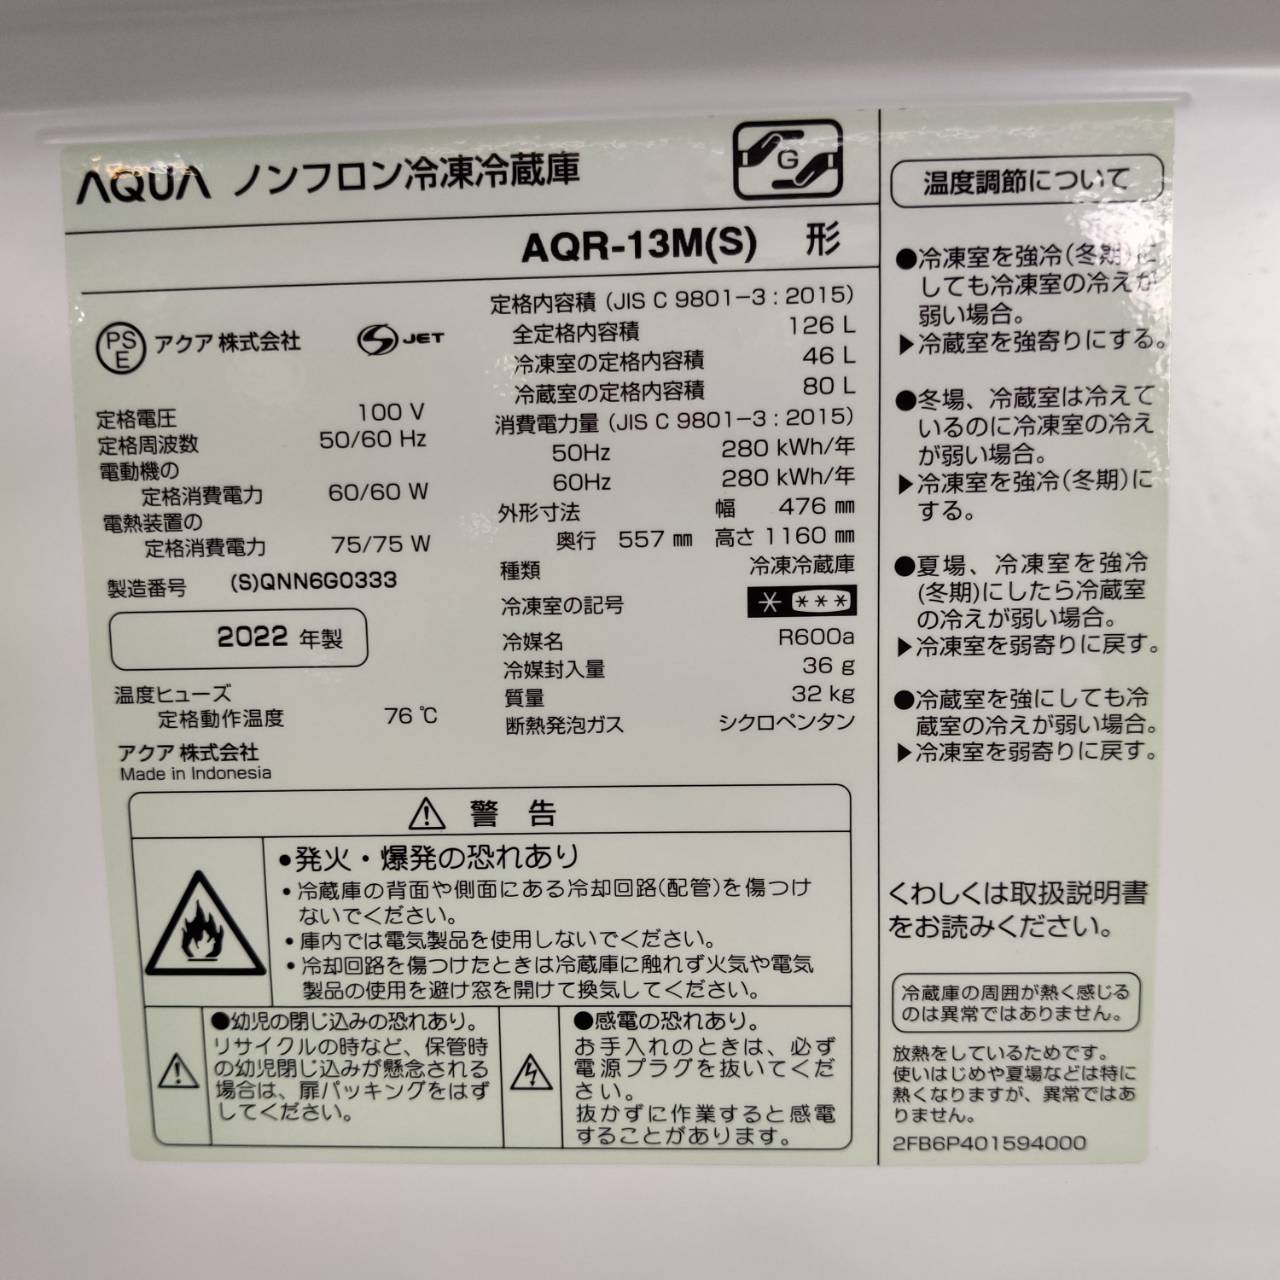 AQUA ノンフロン冷凍冷蔵庫
G
AQR-13M(S) 形
PS
E
アクア 株式会社
S JET
定格電圧 100 V
定格周波数 50/60 Hz
電動機の
定格消費電力 60/60 W
電熱装置の
定格消費電力 75/75 W
製造番号 (S)QNN6G0333
2022 年製
温度ヒューズ
定格動作温度 76 ℃
アクア 株式会社
Made in Indonesia
定格内容積 (JIS C 9801-3 : 2015)
全定格内容積 126 L
冷凍室の定格内容積 46 L
冷蔵室の定格内容積 80 L
消費電力量 (JIS C 9801-3 : 2015)
50Hz 280 kWh/年
60Hz 280 kWh/年
外形寸法 幅 476 ㎜
奥行 557 ㎜ 高さ 1160 ㎜
種類 冷凍冷蔵庫
冷凍室の記号 * ***
冷媒名 R600a
冷媒封入量 36 g
質量 32 kg
断熱発泡ガス シクロペンタン
⚠ 警 告
•発火・爆発の恐れあり
・冷蔵庫の背面や側面にある冷却回路(配管)を傷つけ
ないでください。
・庫内では電気製品を使用しないでください。
・冷却回路を傷つけたときは冷蔵庫に触れず火気や電気
製品の使用を避け窓を開けて換気してください。
●幼児の閉じ込みの恐れあり。
リサイクルの時など、保管時
の幼児閉じ込みが懸念される
場合は、扉パッキングをはず
してください。
●感電の恐れあり。
お手入れのときは、必ず
電源プラグを抜いてくだ
さい。
抜かずに作業すると感電
することがあります。
温度調節について
●冷凍室を強冷(冬期)に
しても冷凍室の冷えが
弱い場合。
▶冷蔵室を強寄りにする。
●冬場、冷蔵室は冷えて
いるのに冷凍室の冷え
が弱い場合。
▶冷凍室を強冷(冬期)に
する。
●夏場、冷凍室を強冷
(冬期)にしたら冷蔵室
の冷えが弱い場合。
▶冷凍室を弱寄りに戻す。
●冷蔵室を強にしても冷
蔵室の冷えが弱い場合。
▶冷凍室を弱寄りに戻す。
くわしくは取扱説明書
をお読みください。
冷蔵庫の周囲が熱く感じる
のは異常ではありません。
放熱をしているためです。
使いはじめや夏場などは特に
熱くなりますが、異常ではあ
りません。
2FB6P401594000